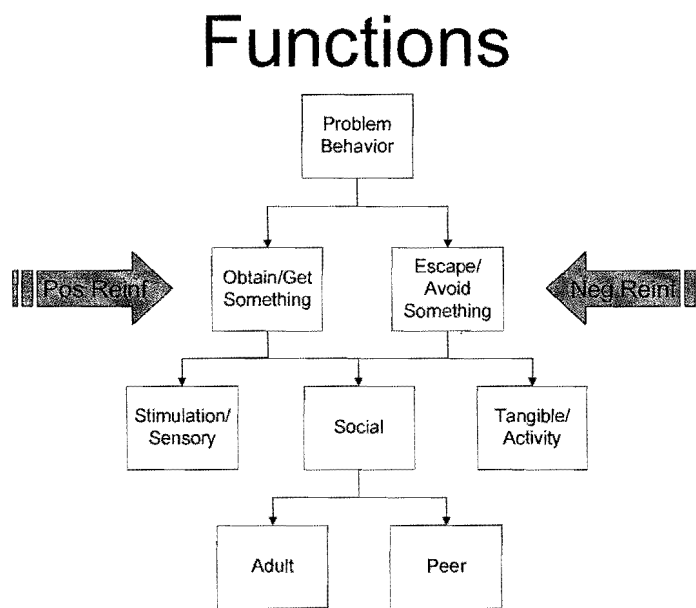 Functions
Problem
Behavior
Pos Reinf
Obtain/Get
Something
Escape/
Avoid
Something
Neg Reinf
Stimulation/
Sensory
Social
Tangible/
Activity
Adult
Peer